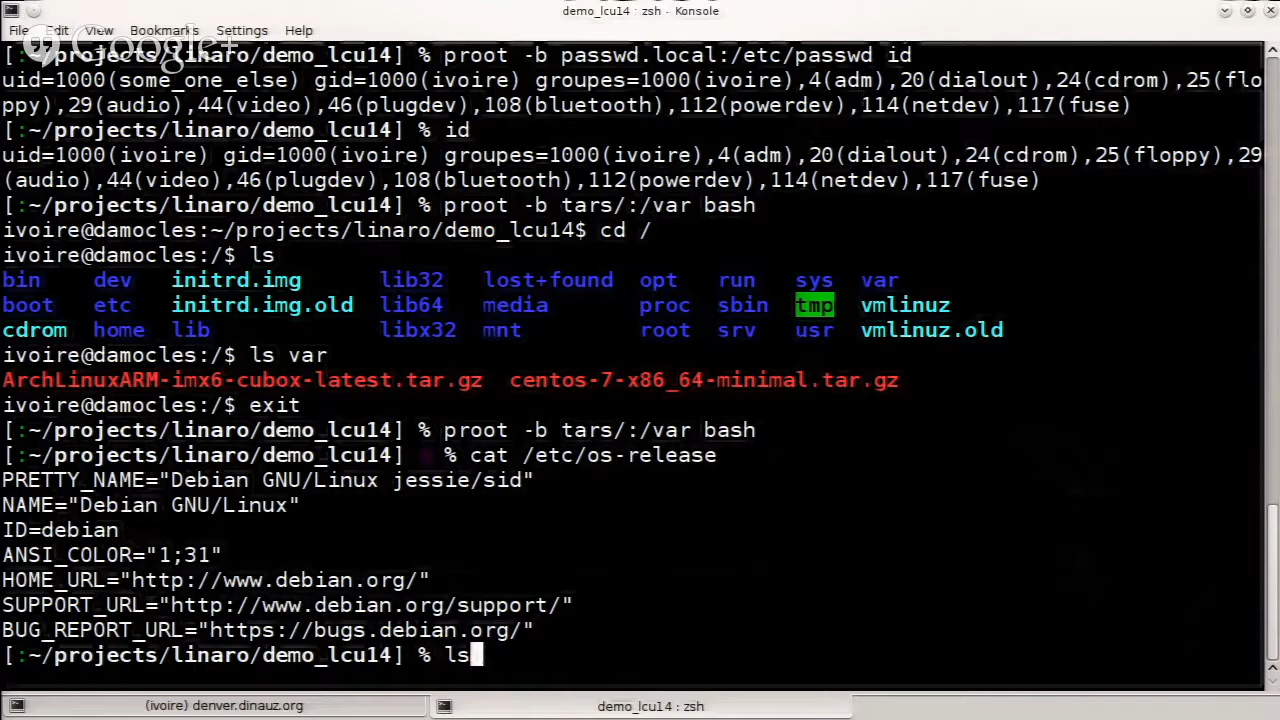 demo_lcu14 : zsh - Konsole
File Edit View Bookmarks Settings Help
Google+
[:~/projects/linaro/demo_lcu14] % proot -b passwd.local:/etc/passwd id
uid=1000(some_one_else) gid=1000(ivoire) groupes=1000(ivoire),4(adm),20(dialout),24(cdrom),25(flo
ppy),29(audio),44(video),46(plugdev),108(bluetooth),112(powerdev),114(netdev),117(fuse)
[:~/projects/linaro/demo_lcu14] % id
uid=1000(ivoire) gid=1000(ivoire) groupes=1000(ivoire),4(adm),20(dialout),24(cdrom),25(floppy),29
(audio),44(video),46(plugdev),108(bluetooth),112(powerdev),114(netdev),117(fuse)
[:~/projects/linaro/demo_lcu14] % proot -b tars/:/var bash
ivoire@damocles:~/projects/linaro/demo_lcu14$ cd /
ivoire@damocles:/$ ls
bin dev initrd.img lib32 lost+found opt run sys var
boot etc initrd.img.old lib64 media proc sbin tmp vmlinuz
cdrom home lib libx32 mnt root srv usr vmlinuz.old
ivoire@damocles:/$ ls var
ArchLinuxARM-imx6-cubox-latest.tar.gz centos-7-x86_64-minimal.tar.gz
ivoire@damocles:/$ exit
[:~/projects/linaro/demo_lcu14] % proot -b tars/:/var bash
[:~/projects/linaro/demo_lcu14] % cat /etc/os-release
PRETTY_NAME="Debian GNU/Linux jessie/sid"
NAME="Debian GNU/Linux"
ID=debian
ANSI_COLOR="1;31"
HOME_URL="http://www.debian.org/"
SUPPORT_URL="http://www.debian.org/support/"
BUG_REPORT_URL="https://bugs.debian.org/"
[:~/projects/linaro/demo_lcu14] % ls
(ivoire) denver.dinauz.org
demo_lcu14 : zsh